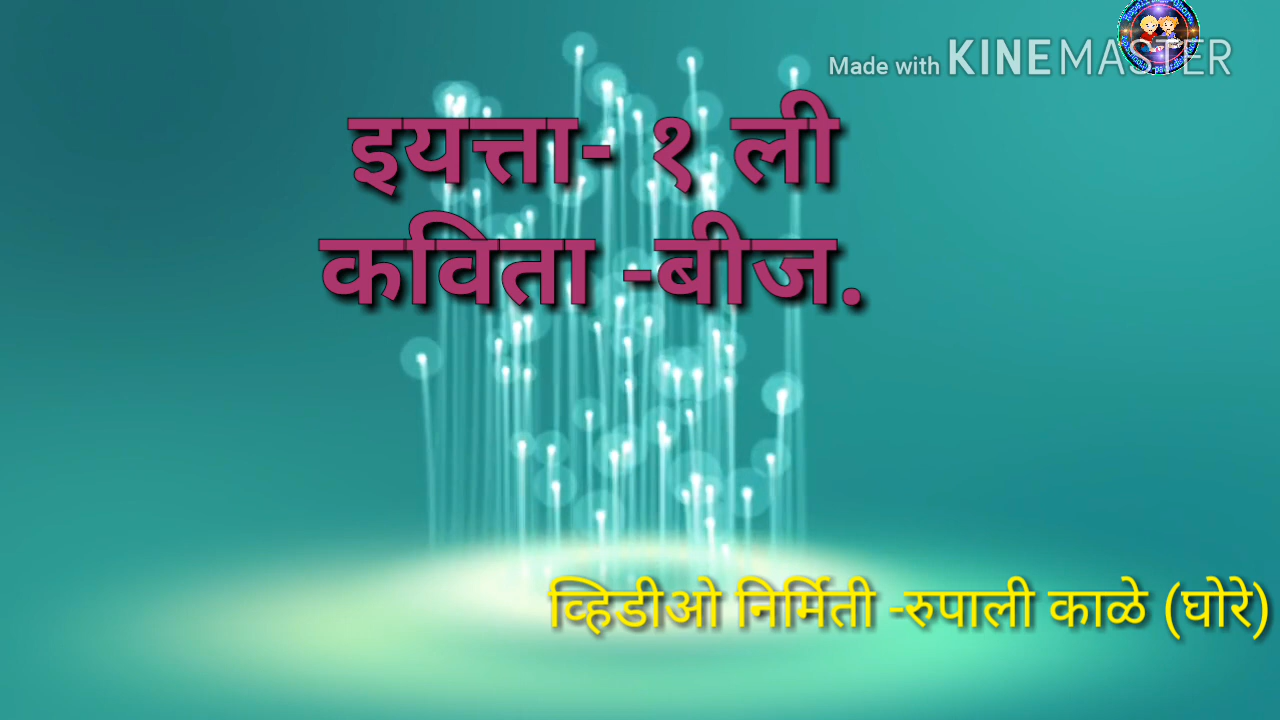 Made with KINEMASTER
इयत्ता- १ ली
कविता -बीज.
व्हिडीओ निर्मिती -रुपाली काळे (घोरे)